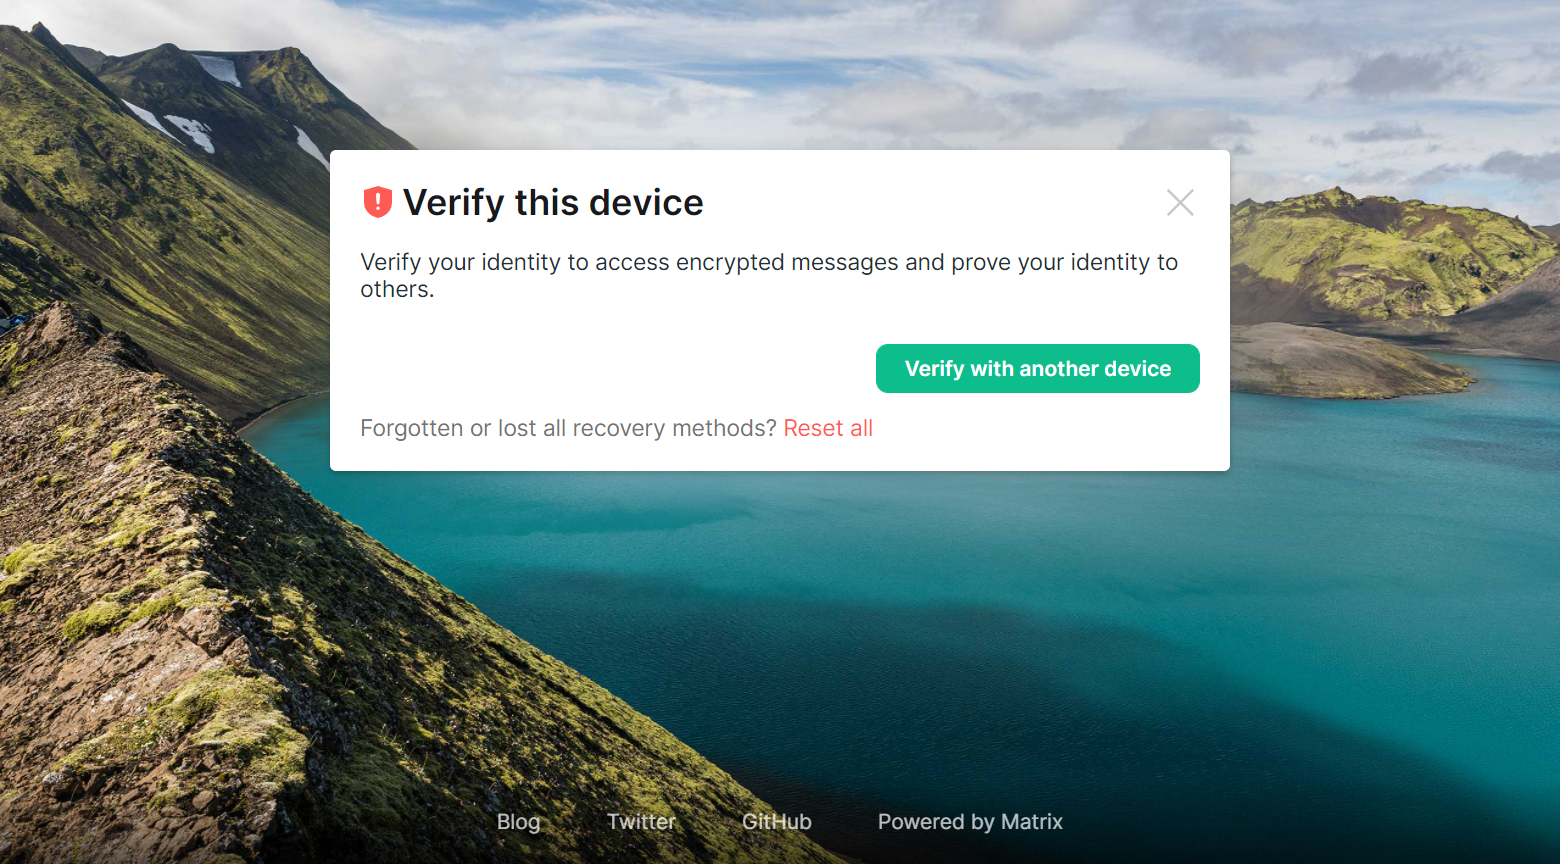 Verify this device
Verify your identity to access encrypted messages and prove your identity to
others.
Verify with another device
Forgotten or lost all recovery methods? Reset all
Blog Twitter GitHub Powered by Matrix